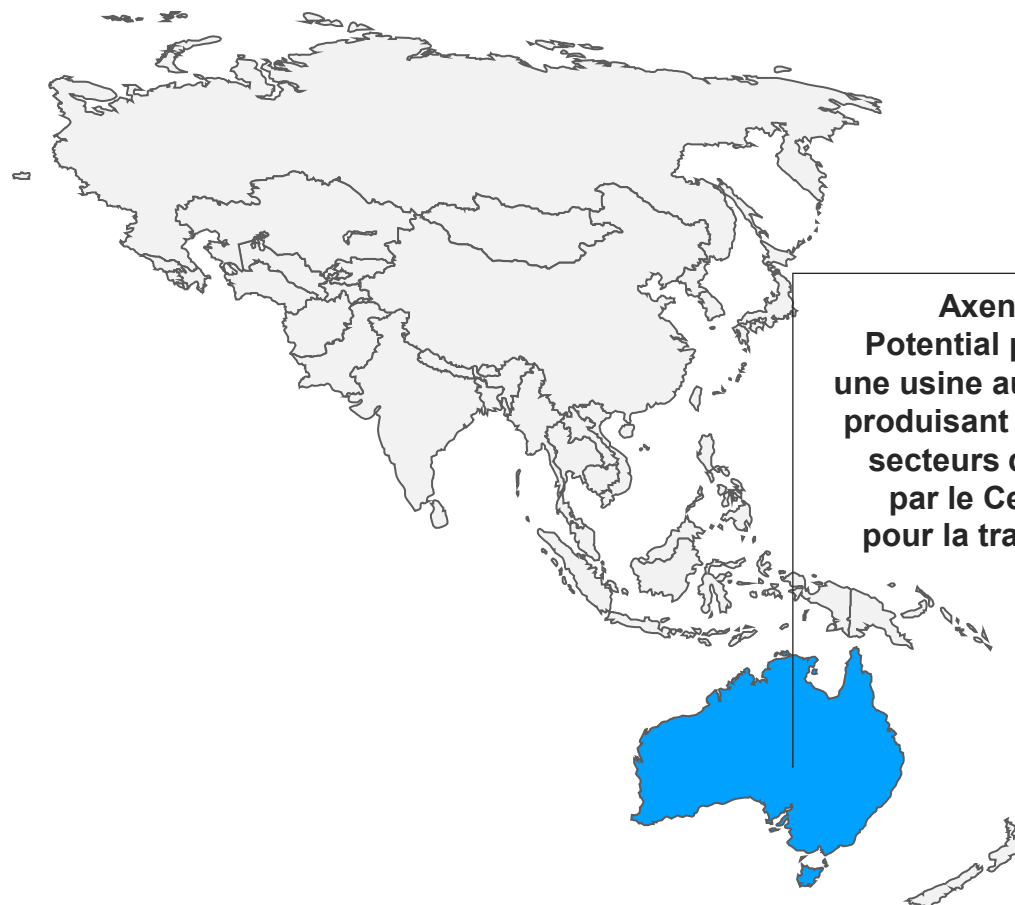 Axen
Potential p
une usine au
produisant
secteurs d
par le Ce
pour la tra